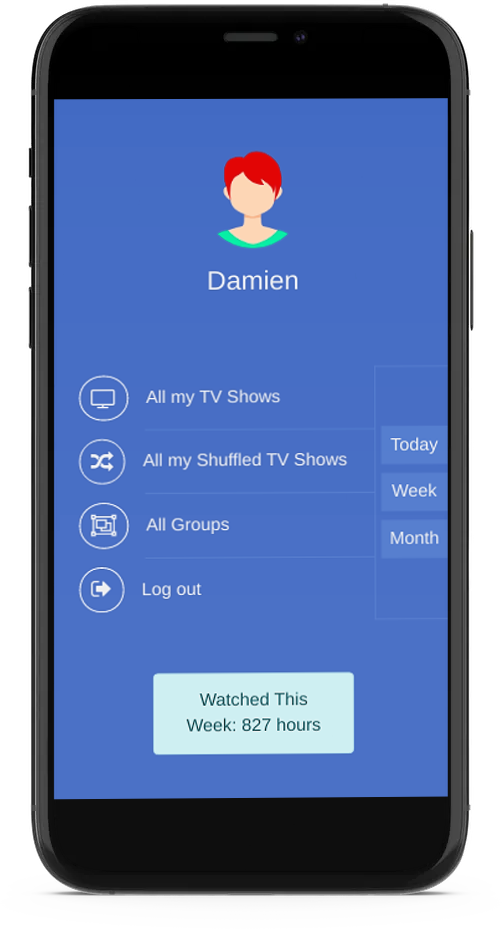 Damien
All my TV Shows
All my Shuffled TV Shows
All Groups
Log out
Today
Week
Month
Watched This
Week: 827 hours